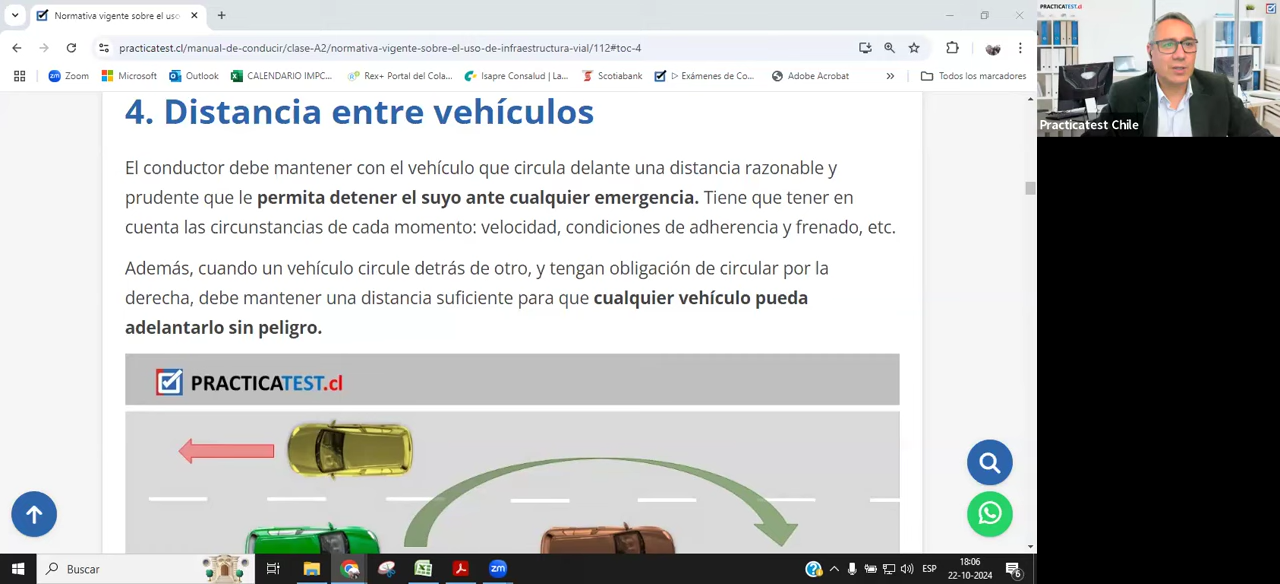 Normativa vigente sobre el uso
practicatest.cl/manual-de-conducir/clase-A2/normativa-vigente-sobre-el-uso-de-infraestructura-vial/112#toc-4
Zoom
Microsoft
Outlook
CALENDARIO IMPC...
Rex+ Portal del Cola...
Isapre Consalud | La...
Scotiabank
Exámenes de Co...
Adobe Acrobat
»
Todos los marcadores
4. Distancia entre vehículos
El conductor debe mantener con el vehículo que circula delante una distancia razonable y
prudente que le permita detener el suyo ante cualquier emergencia. Tiene que tener en
cuenta las circunstancias de cada momento: velocidad, condiciones de adherencia y frenado, etc.
Además, cuando un vehículo circule detrás de otro, y tengan obligación de circular por la
derecha, debe mantener una distancia suficiente para que cualquier vehículo pueda
adelantarlo sin peligro.
PRACTICATEST.cl
PRACTICATEST.cl
Practicatest Chile
Buscar
zm
ESP
18:06
22-10-2024
6